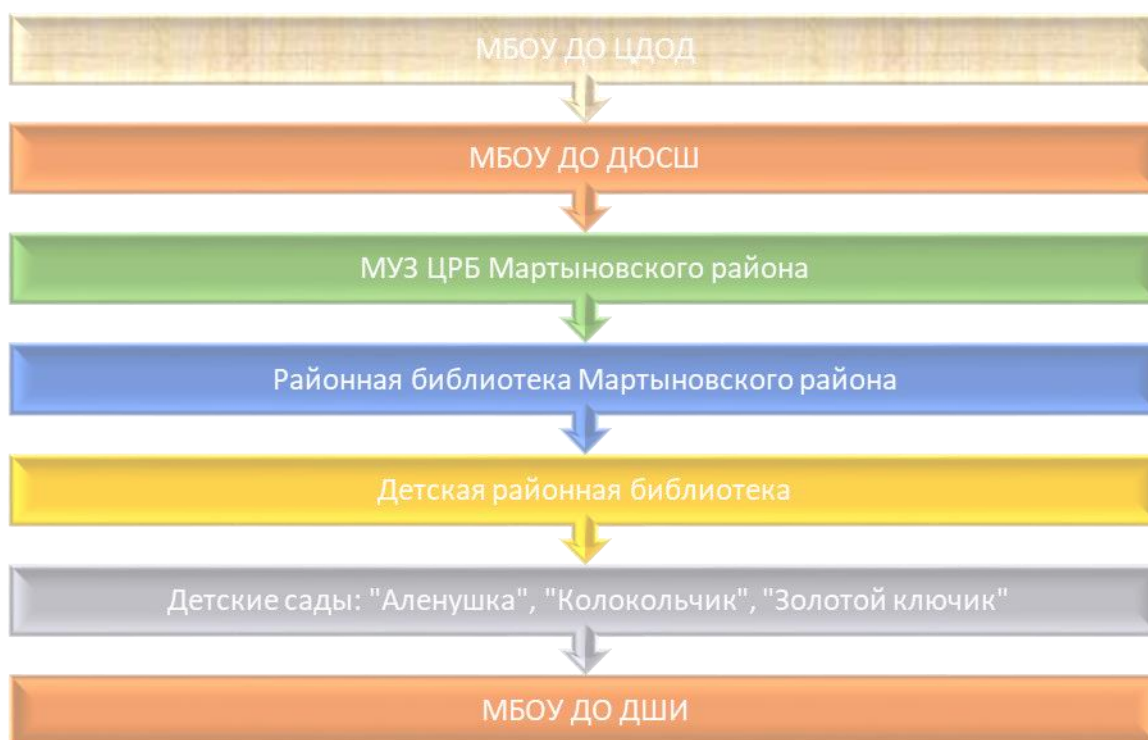 МБОУ ДО ЦДОД
МБОУ ДО ДЮСШ
МУЗ ЦРБ Мартыновского района
Районная библиотека Мартыновского района
Детская районная библиотека
Детские сады: "Аленушка", "Колокольчик", "Золотой ключик"
МБОУ ДО ДШИ